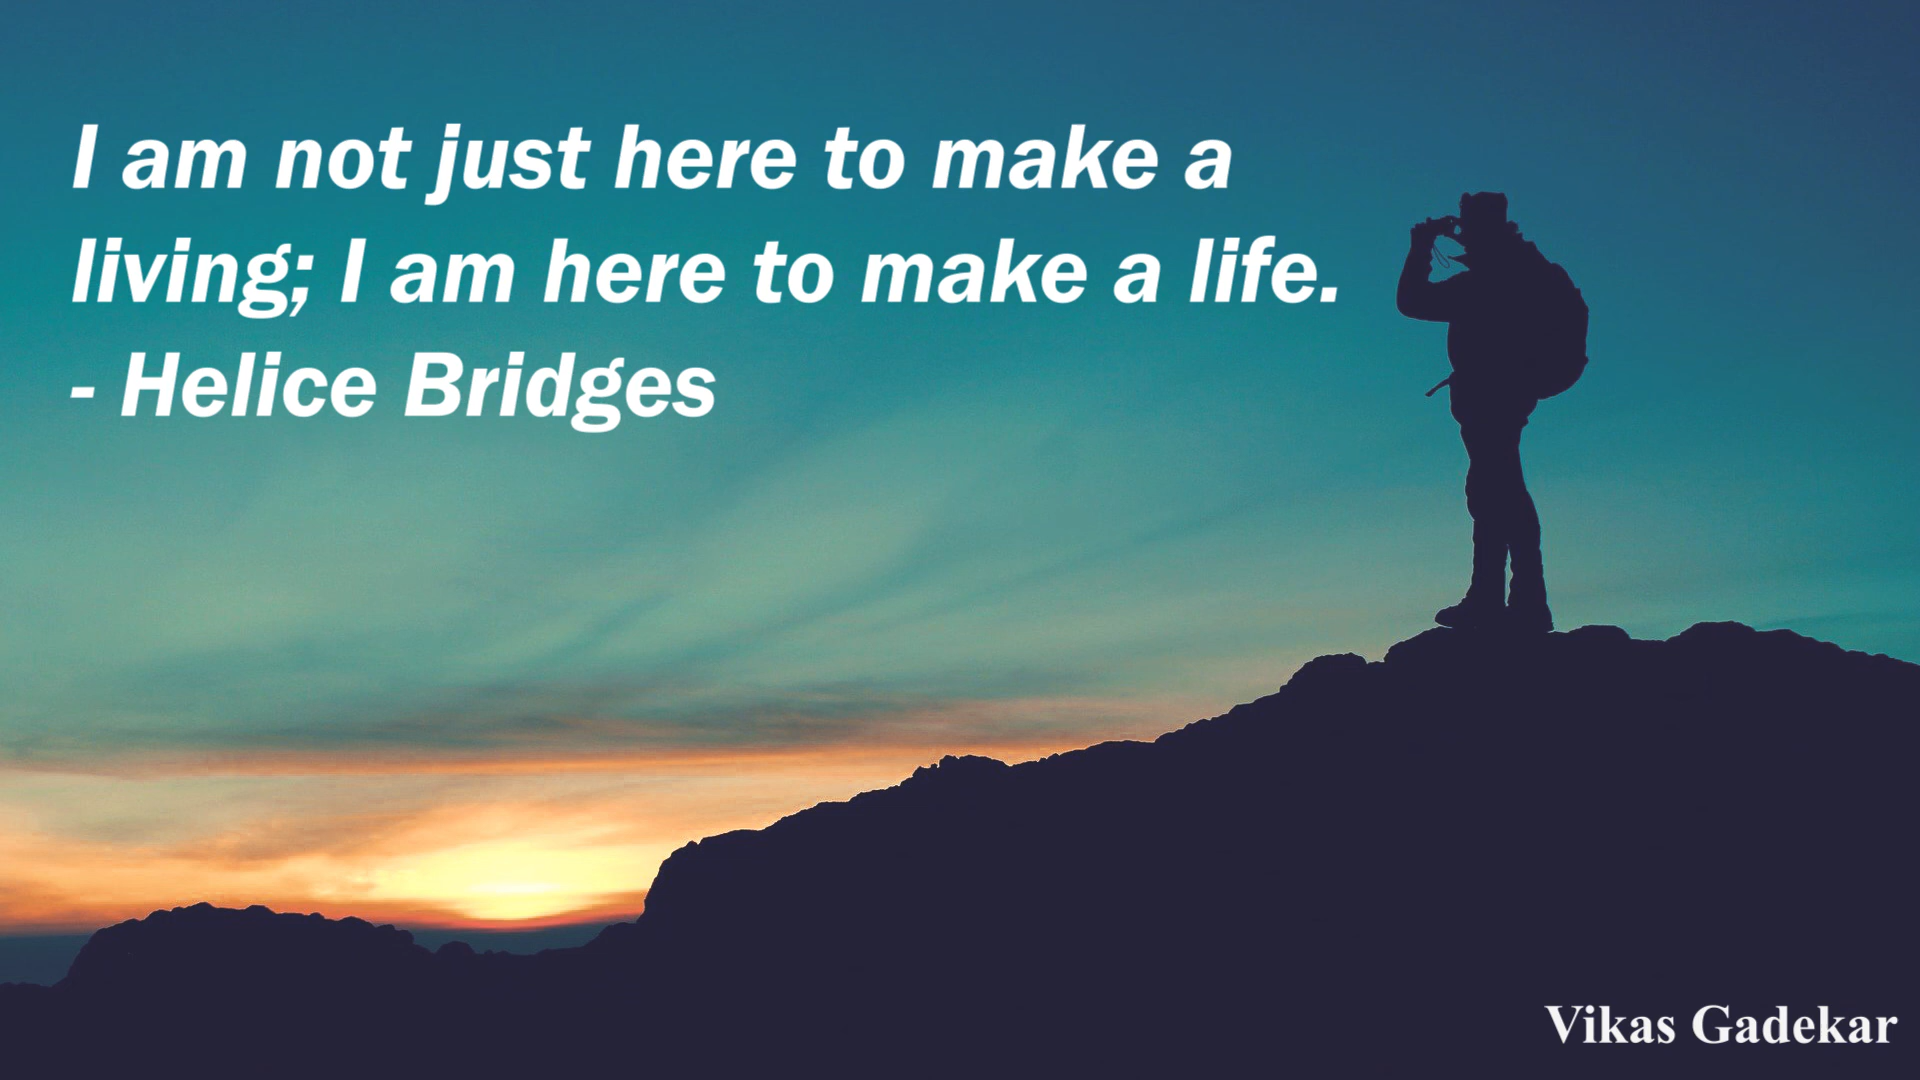 I am not just here to make a
living; I am here to make a life.
- Helice Bridges
Vikas Gadekar